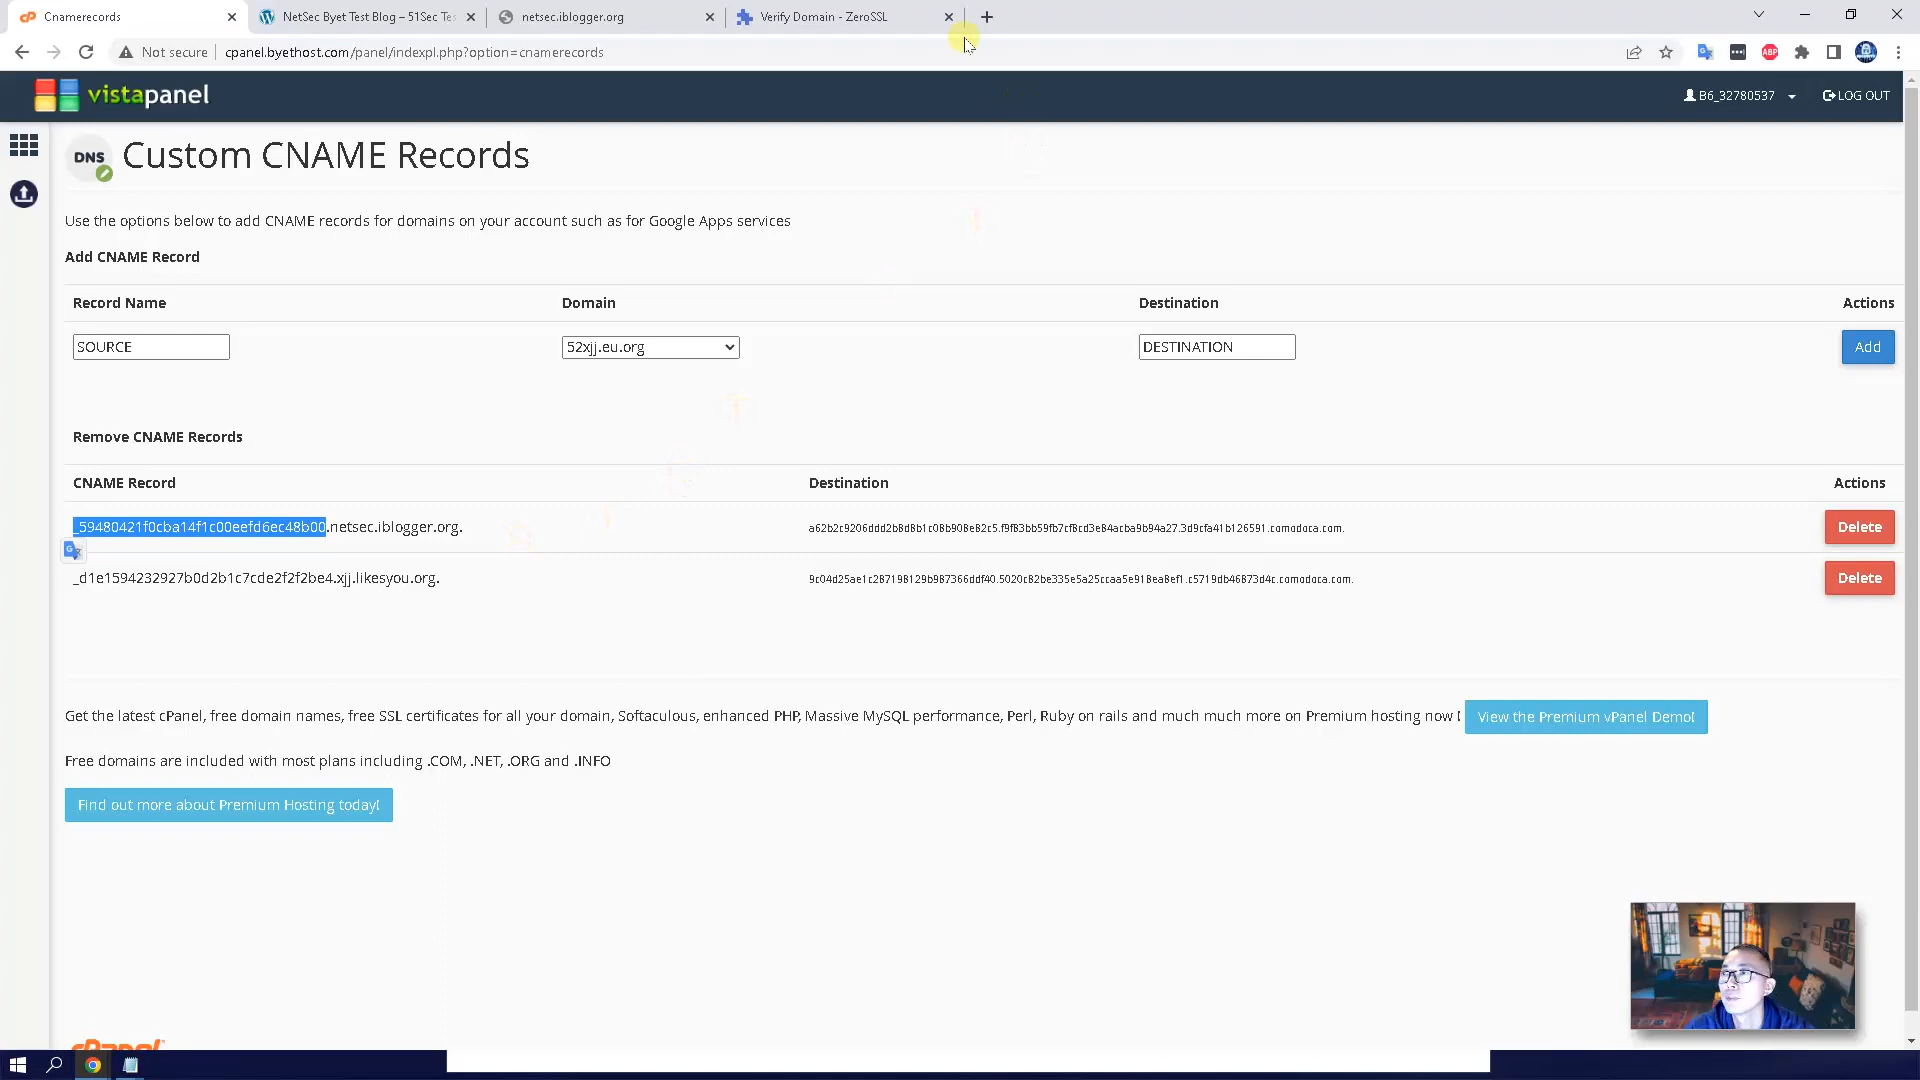 Cnamerecords
NetSec Byet Test Blog – 51Sec Tes
netsec.iblogger.org
Verify Domain - ZeroSSL
Not secure
cpanel.byethost.com/panel/indexpl.php?option=cnamerecords
ABP
vistapanel
B6_32780537
LOG OUT
DNS
Custom CNAME Records
Use the options below to add CNAME records for domains on your account such as for Google Apps services
Add CNAME Record
Record Name
Domain
Destination
Actions
SOURCE
52xjj.eu.org
DESTINATION
Add
Remove CNAME Records
CNAME Record
Destination
Actions
_59480421f0cba14f1c00eefd6ec48b00.netsec.iblogger.org.
Delete
_d1e1594232927b0d2b1c7cde2f2f2be4.xjj.likesyou.org.
Delete
Get the latest cPanel, free domain names, free SSL certificates for all your domain, Softaculous, enhanced PHP, Massive MySQL performance, Perl, Ruby on rails and much much more on Premium hosting now !
View the Premium vPanel Demo!
Free domains are included with most plans including .COM, .NET, .ORG and .INFO
Find out more about Premium Hosting today!
cPanel